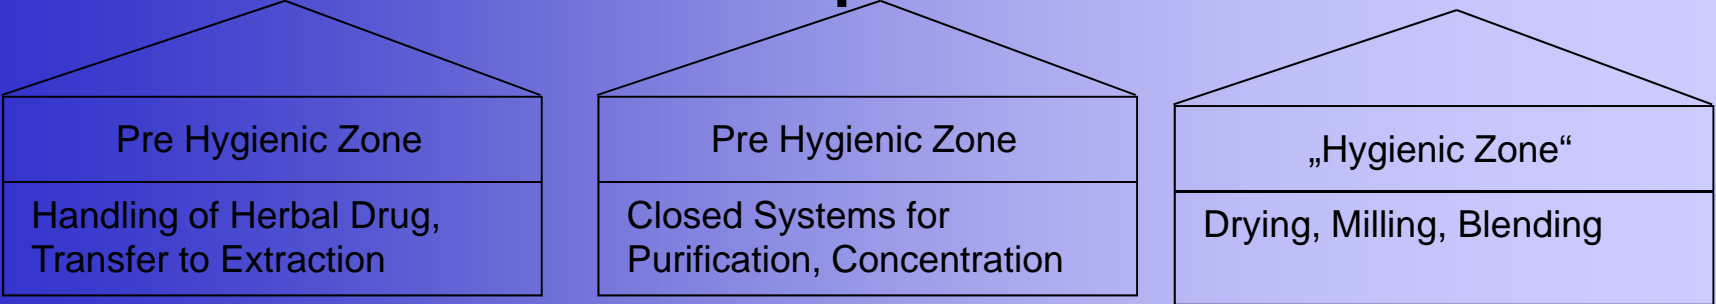 Pre Hygienic Zone
Handling of Herbal Drug,
Transfer to Extraction
Pre Hygienic Zone
Closed Systems for
Purification, Concentration
„Hygienic Zone“
Drying, Milling, Blending